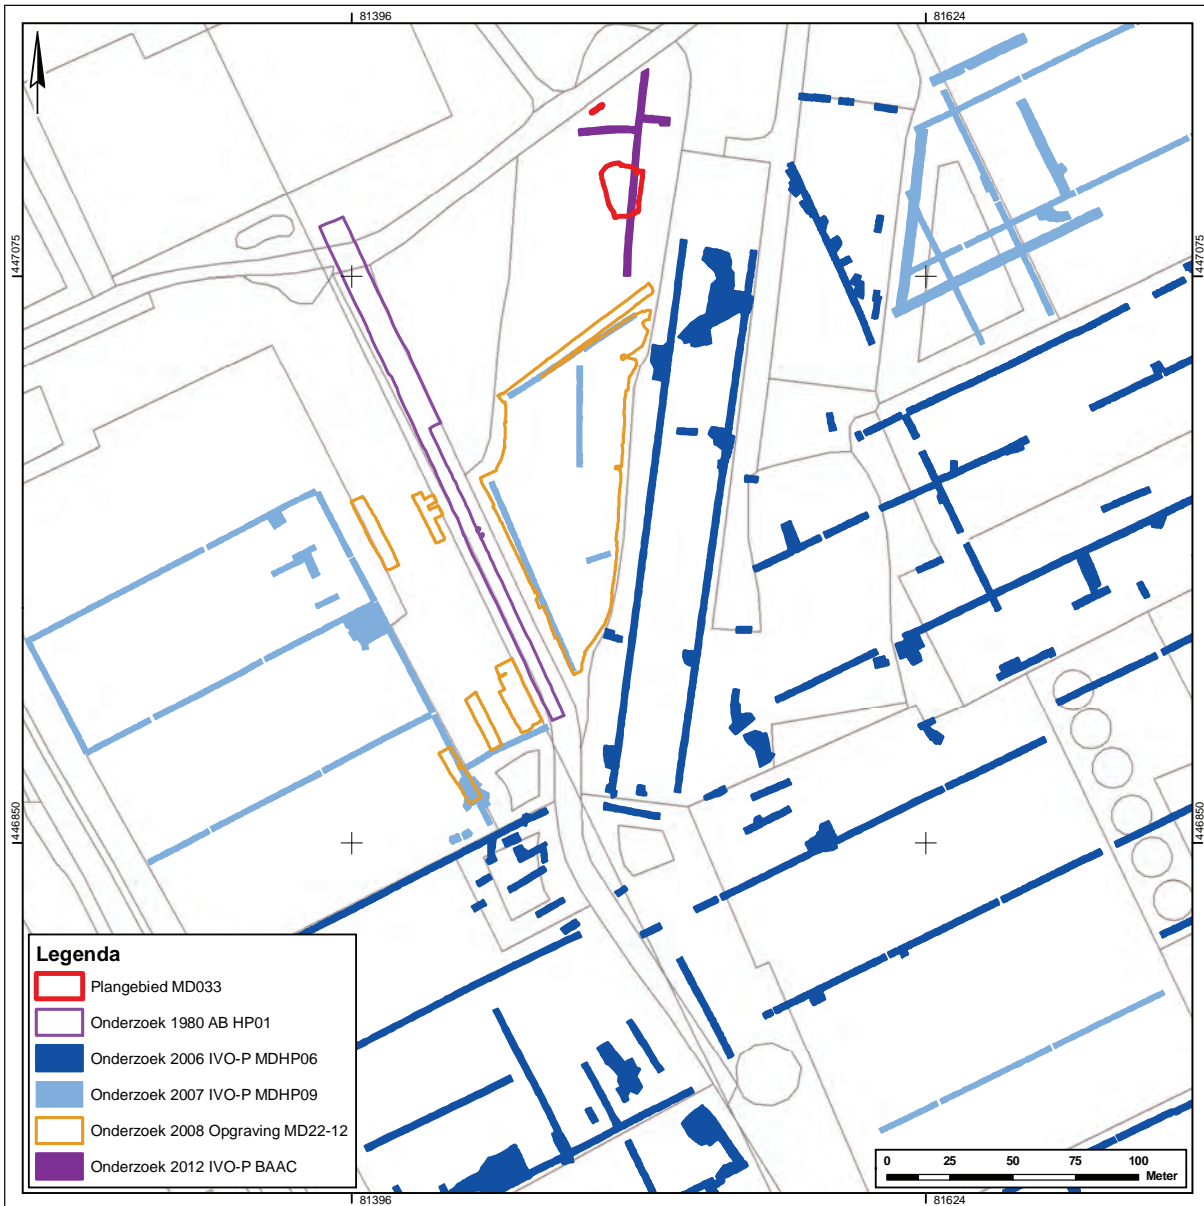 81396
81624
447075
447075
446850
446850
Legenda
Plangebied MD033
Onderzoek 1980 AB HP01
Onderzoek 2006 IVO-P MDHP06
Onderzoek 2007 IVO-P MDHP09
Onderzoek 2008 Opgraving MD22-12
Onderzoek 2012 IVO-P BAAC
0 25 50 75 100
Meter
81396
81624